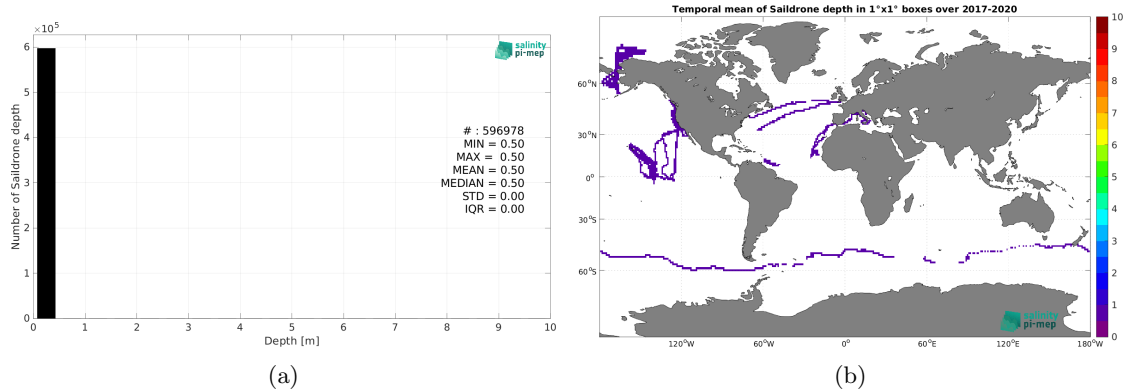 ×10⁵
6
5
4
3
2
1
0
Number of Saildrone depth
0 1 2 3 4 5 6 7 8 9 10
Depth [m]
salinity
pi-mep
# : 596978
MIN = 0.50
MAX = 0.50
MEAN = 0.50
MEDIAN = 0.50
STD = 0.00
IQR = 0.00
(a)
Temporal mean of Saildrone depth in 1°x1° boxes over 2017-2020
60°N
30°N
0°
30°S
60°S
120°W 60°W 0° 60°E 120°E 180°W
salinity
pi-mep
10
9
8
7
6
5
4
3
2
1
0
(b)